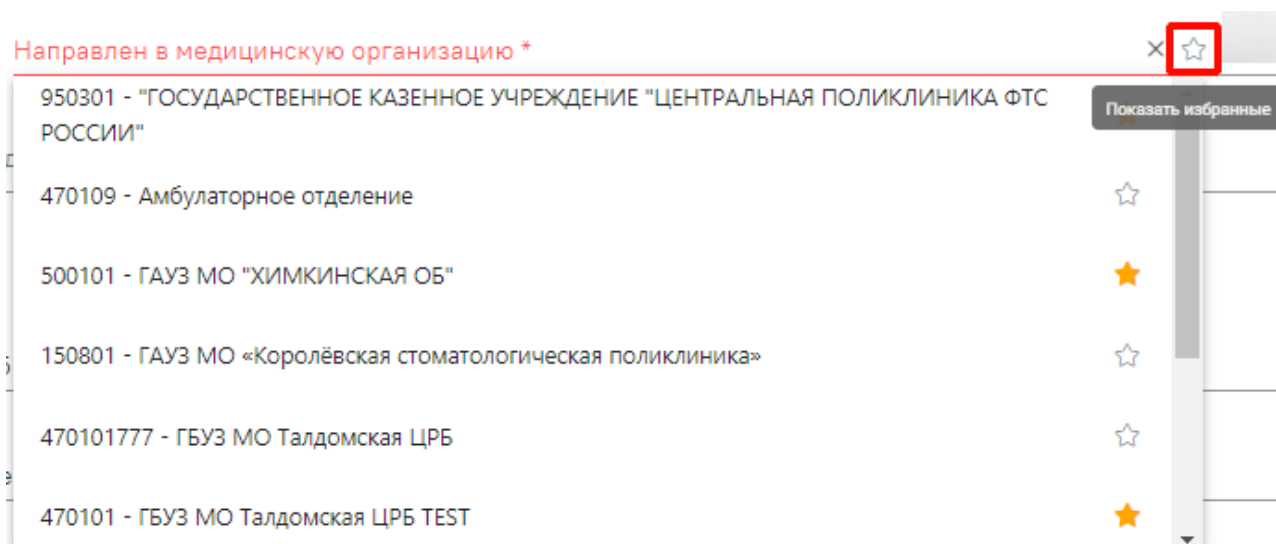 Направлен в медицинскую организацию *
950301 - "ГОСУДАРСТВЕННОЕ КАЗЕННОЕ УЧРЕЖДЕНИЕ "ЦЕНТРАЛЬНАЯ ПОЛИКЛИНИКА ФТС
РОССИИ"
Показать избранные
470109 - Амбулаторное отделение
500101 - ГАУЗ МО "ХИМКИНСКАЯ ОБ"
150801 - ГАУЗ МО «Королёвская стоматологическая поликлиника»
470101777 - ГБУЗ МО Талдомская ЦРБ
470101 - ГБУЗ МО Талдомская ЦРБ TEST